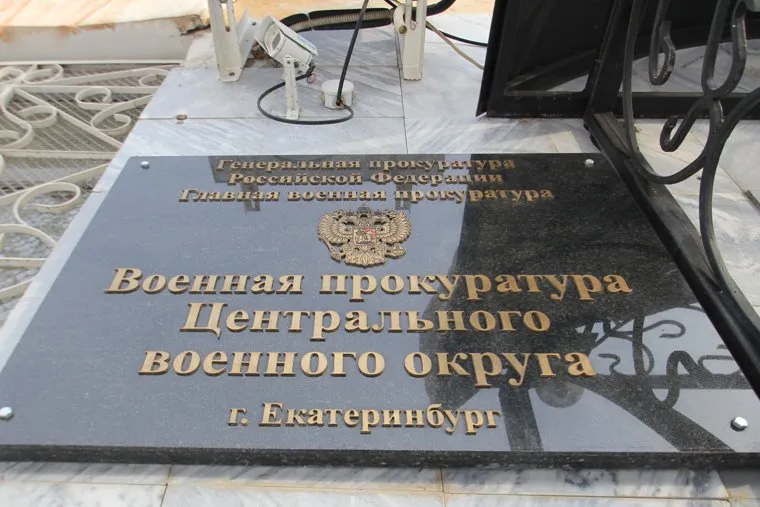 Генеральная прокуратура
Российской Федерации
Главная военная прокуратура
Военная прокуратура
Центрального
военного округа
г. Екатеринбург